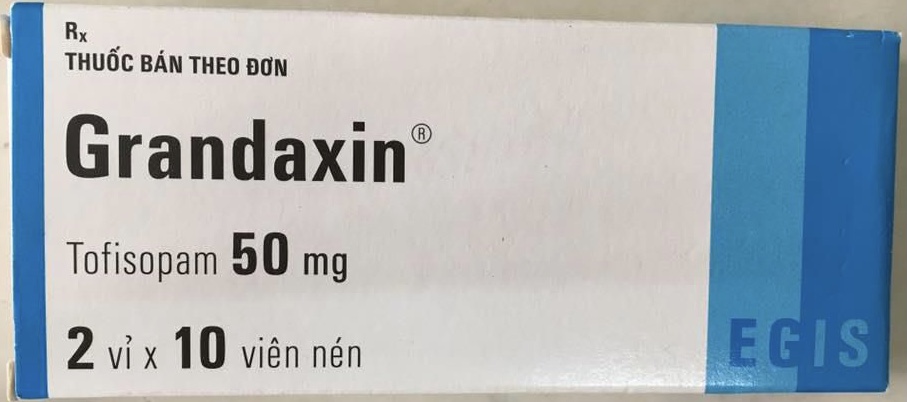 Rx
THUỐC BÁN THEO ĐƠN
Grandaxin®
Tofisopam 50 mg
2 vỉ x 10 viên nén
EGIS